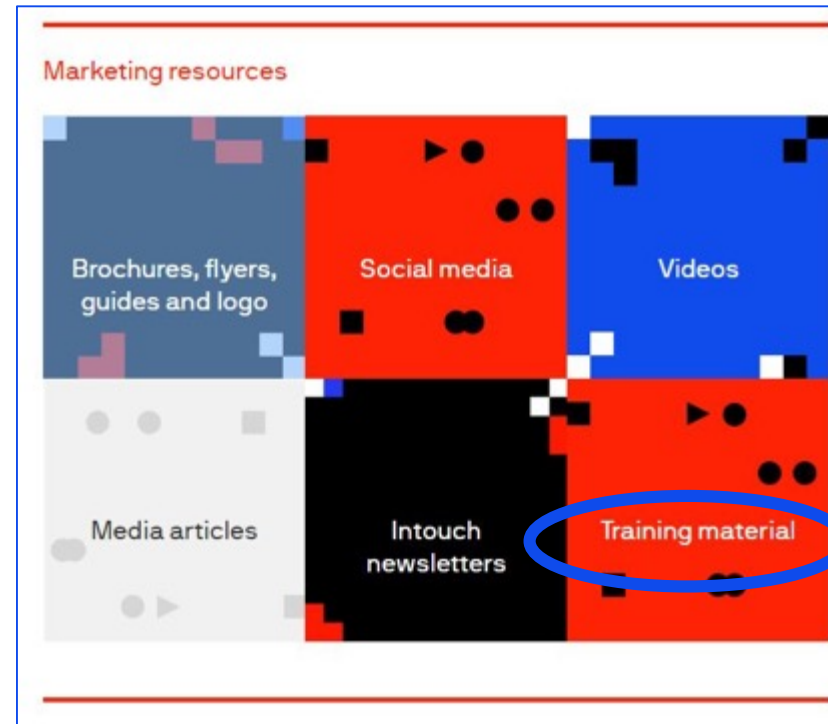 Marketing resources
Brochures, flyers,
guides and logo
Social media
Videos
Media articles
Intouch
newsletters
Training material